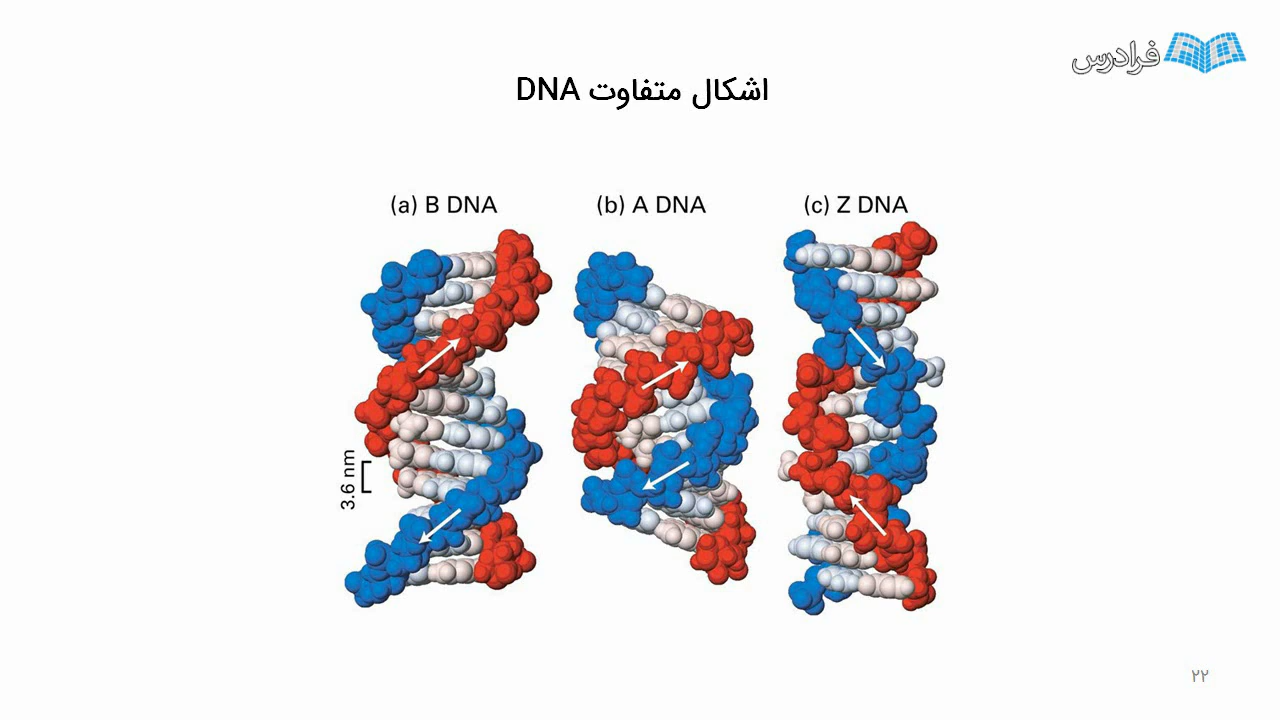 فرادرس
اشکال متفاوت DNA
(a) B DNA
(b) A DNA
(c) Z DNA
3.6 nm
۲۲